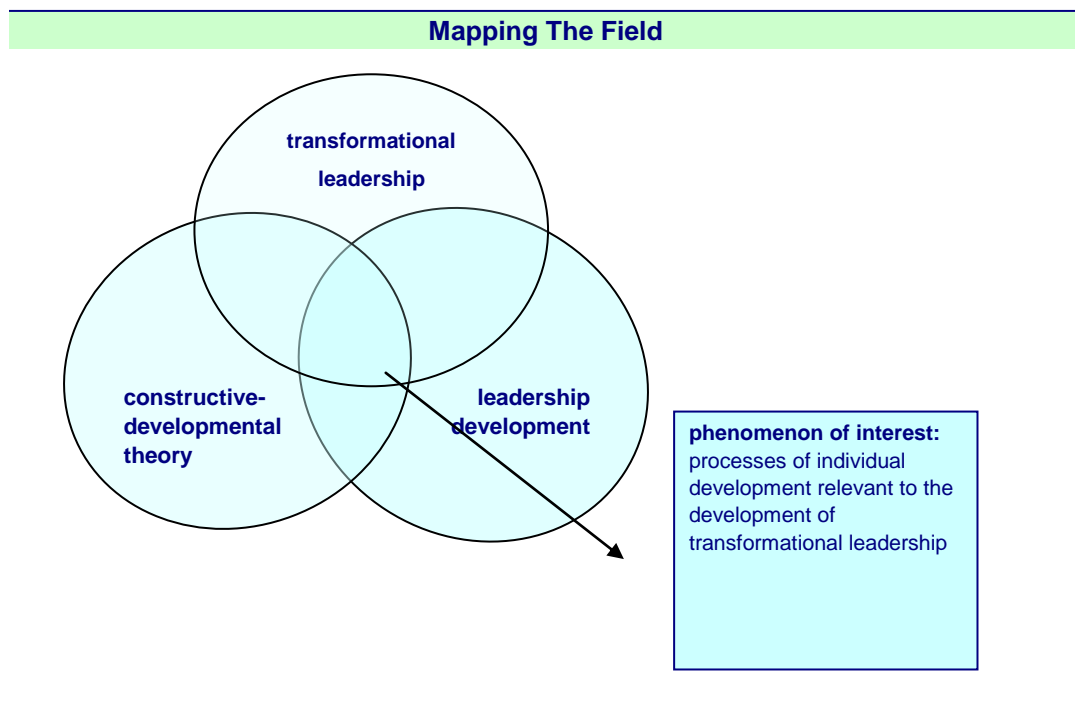 Mapping The Field
transformational
leadership
constructive-
developmental
theory
leadership
development
phenomenon of interest:
processes of individual
development relevant to the
development of
transformational leadership